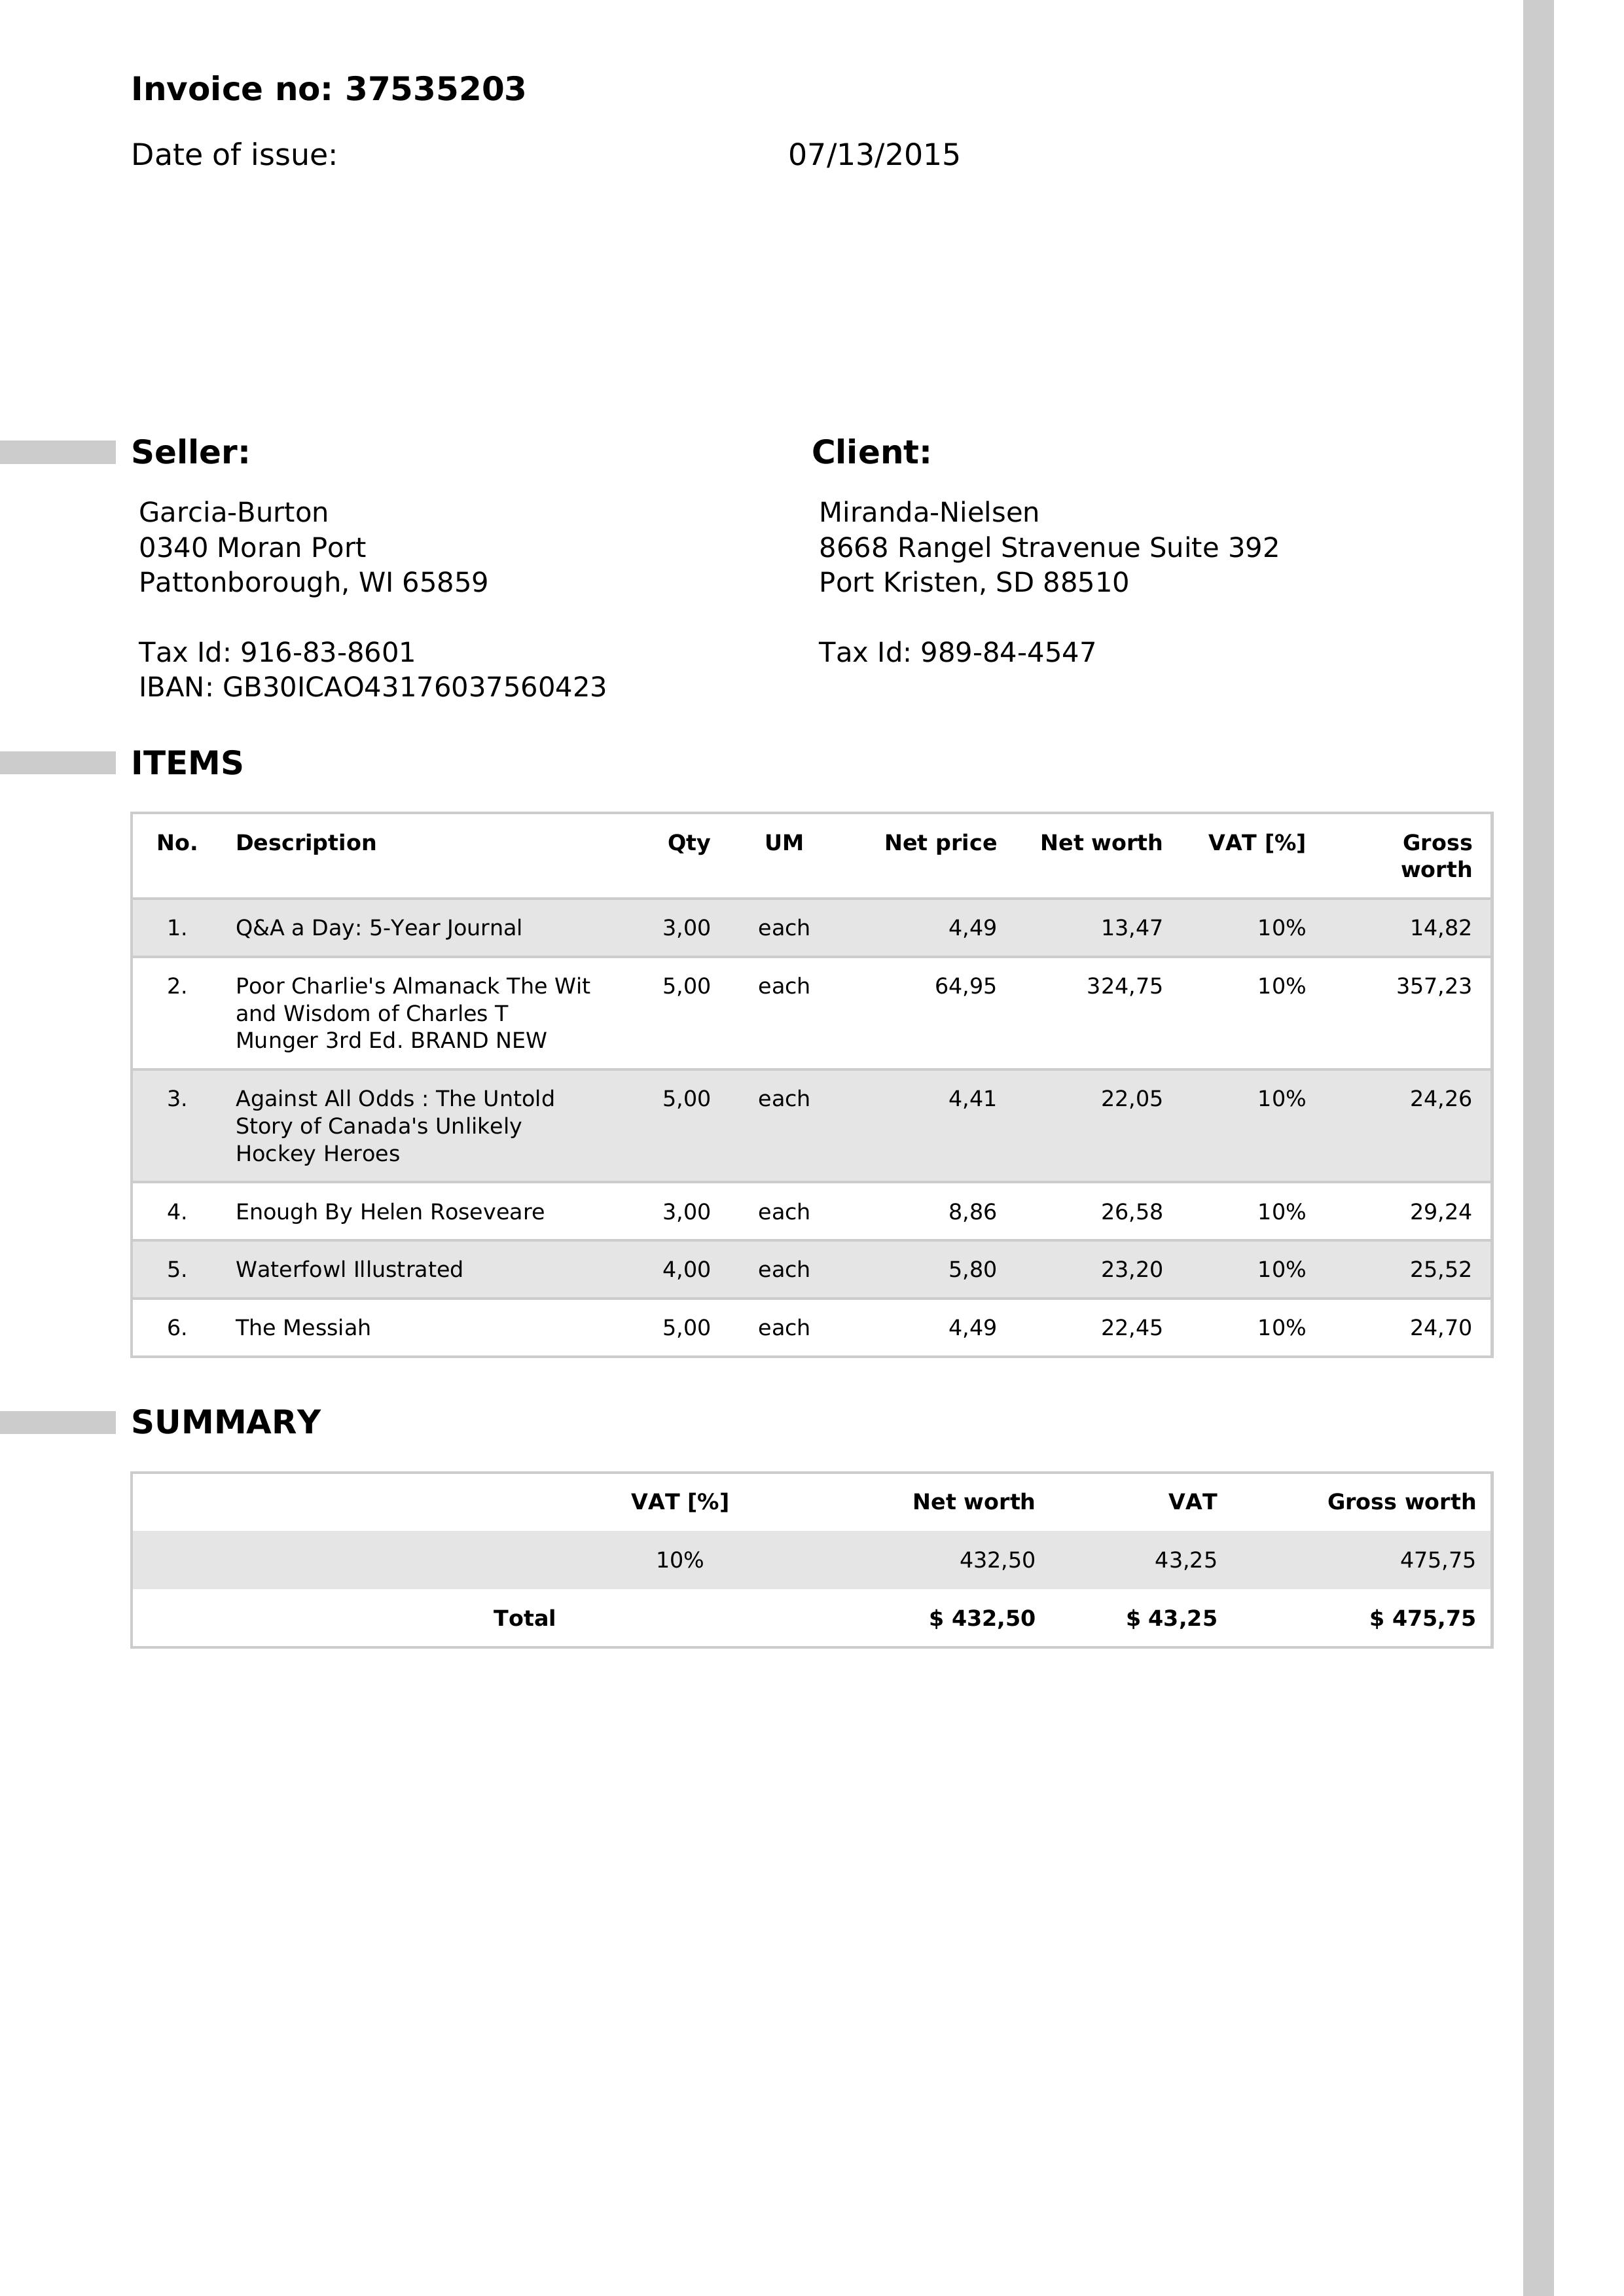 Invoice no: 37535203
Date of issue: 07/13/2015
Seller: Client:
Garcia-Burton Miranda-Nielsen
0340 Moran Port 8668 Rangel Stravenue Suite 392
Pattonborough, WI 65859 Port Kristen, SD 88510
Tax Id: 916-83-8601 Tax Id: 989-84-4547
IBAN: GB30ICAO43176037560423
ITEMS
No. Description Qty UM Net price Net worth VAT [%] Gross
worth
1. Q&A a Day: 5-Year Journal 3,00 each 4,49 13,47 10% 14,82
2. Poor Charlie's Almanack The Wit 5,00 each 64,95 324,75 10% 357,23
and Wisdom of Charles T
Munger 3rd Ed. BRAND NEW
3. Against All Odds : The Untold 5,00 each 4,41 22,05 10% 24,26
Story of Canada's Unlikely
Hockey Heroes
4. Enough By Helen Roseveare 3,00 each 8,86 26,58 10% 29,24
5. Waterfowl Illustrated 4,00 each 5,80 23,20 10% 25,52
6. The Messiah 5,00 each 4,49 22,45 10% 24,70
SUMMARY
VAT [%] Net worth VAT Gross worth
10% 432,50 43,25 475,75
Total $ 432,50 $ 43,25 $ 475,75